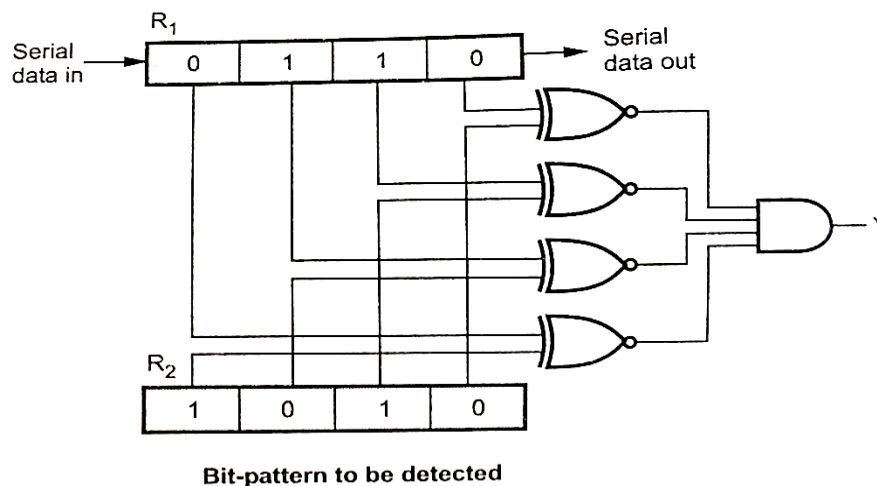 R1
Serial
data in
0 1 1 0
Serial
data out
Y
R2
1 0 1 0
Bit-pattern to be detected